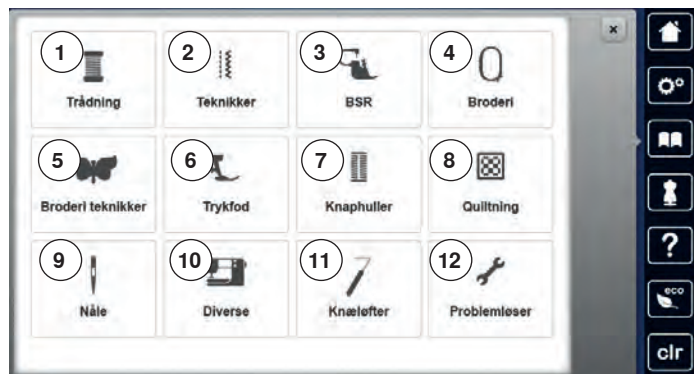 1
2
3
4
Trådning
Teknikker
BSR
Broderi
5
6
7
8
Broderi teknikker
Trykfod
Knaphuller
Quiltning
9
10
11
12
Nåle
Diverse
Knæløfter
Problemløser
×
?
eco
clr